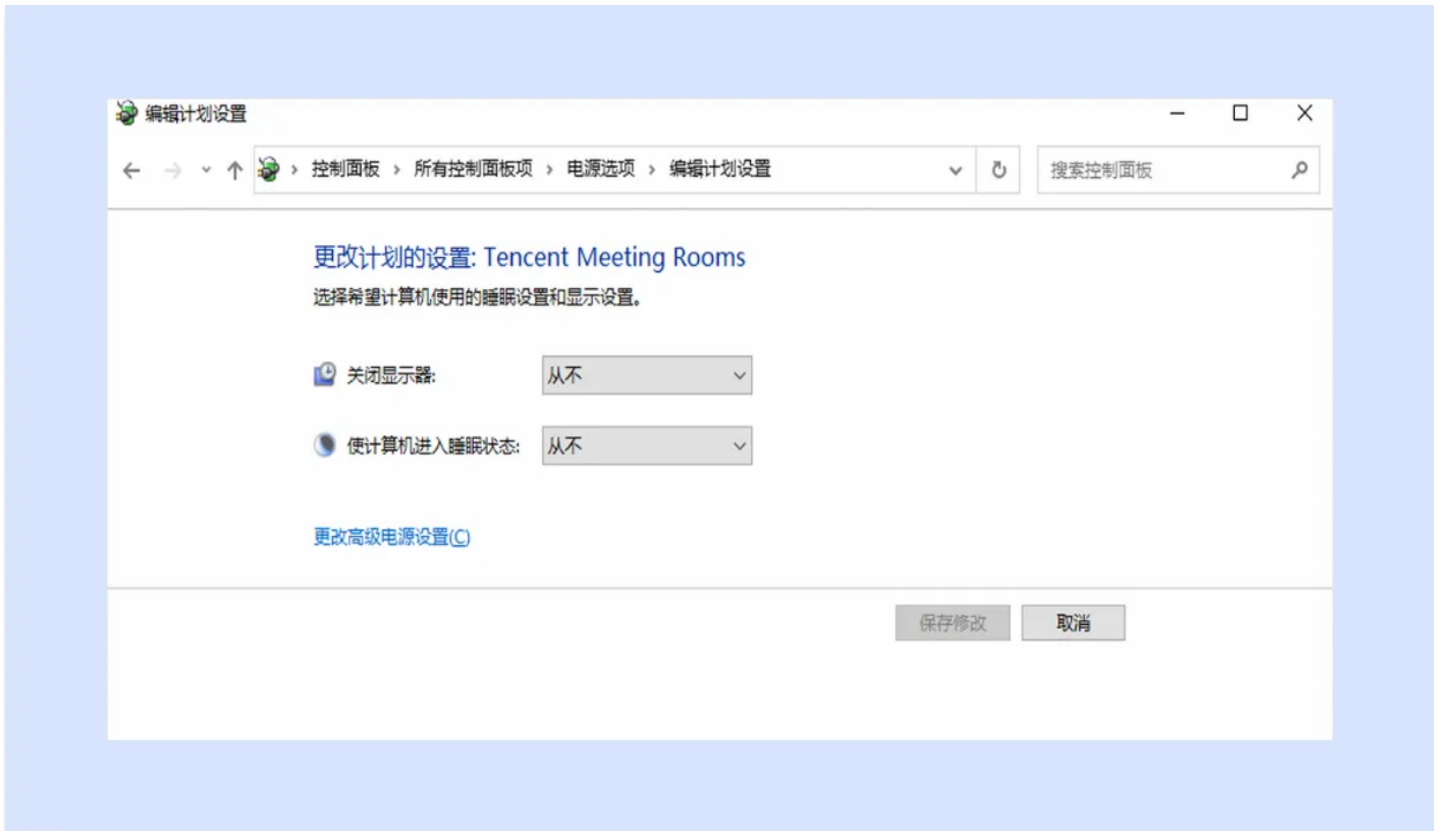 编辑计划设置
控制面板 › 所有控制面板项 › 电源选项 › 编辑计划设置
搜索控制面板
更改计划的设置: Tencent Meeting Rooms
选择希望计算机使用的睡眠设置和显示设置。
关闭显示器: 从不
使计算机进入睡眠状态: 从不
更改高级电源设置(C)
保存修改 取消